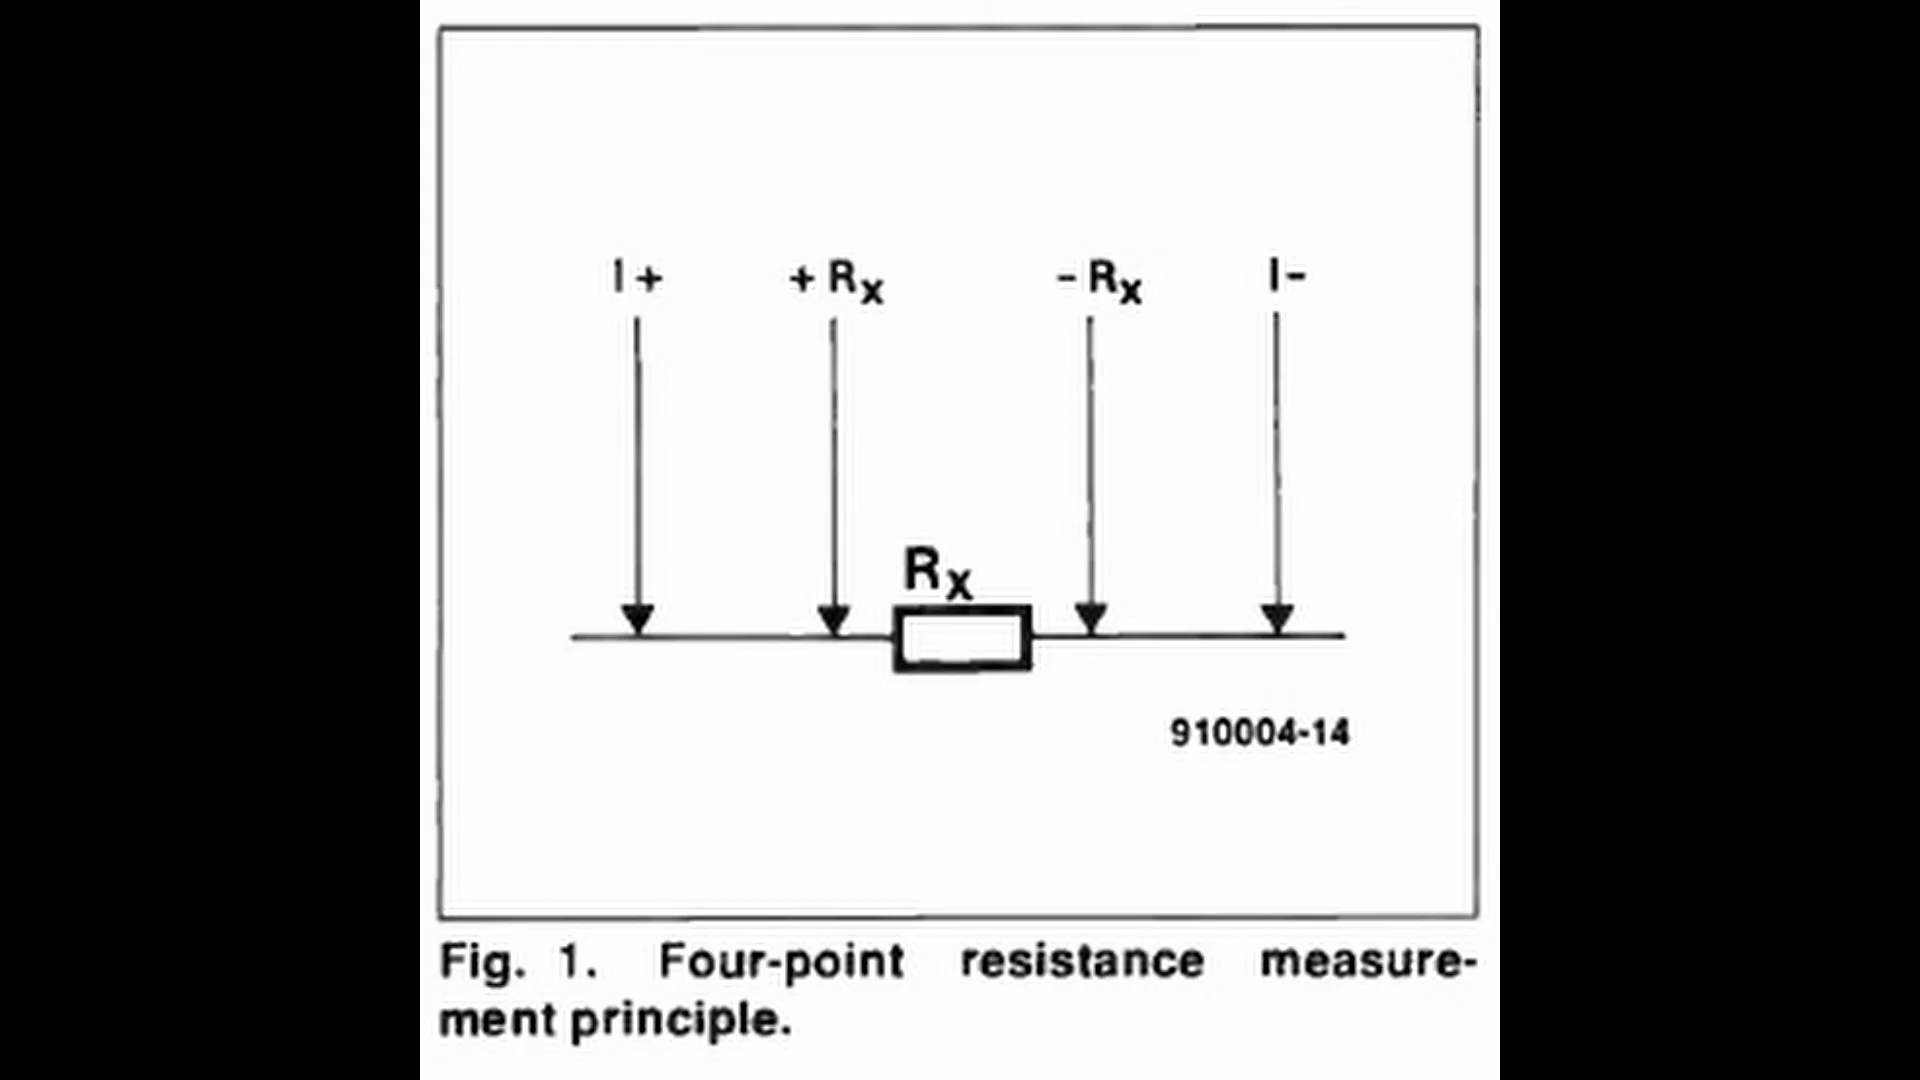 I + + Rx - Rx I -
Rx
910004-14
Fig. 1. Four-point resistance measure-
ment principle.